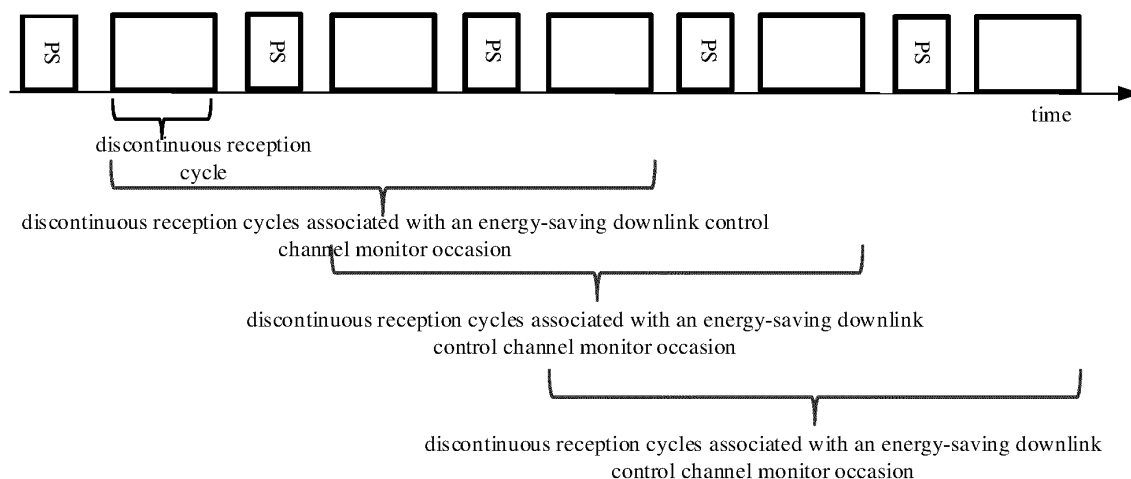 PS PS PS PS PS
time
discontinuous reception
cycle
discontinuous reception cycles associated with an energy-saving downlink control
channel monitor occasion
discontinuous reception cycles associated with an energy-saving downlink
control channel monitor occasion
discontinuous reception cycles associated with an energy-saving downlink
control channel monitor occasion